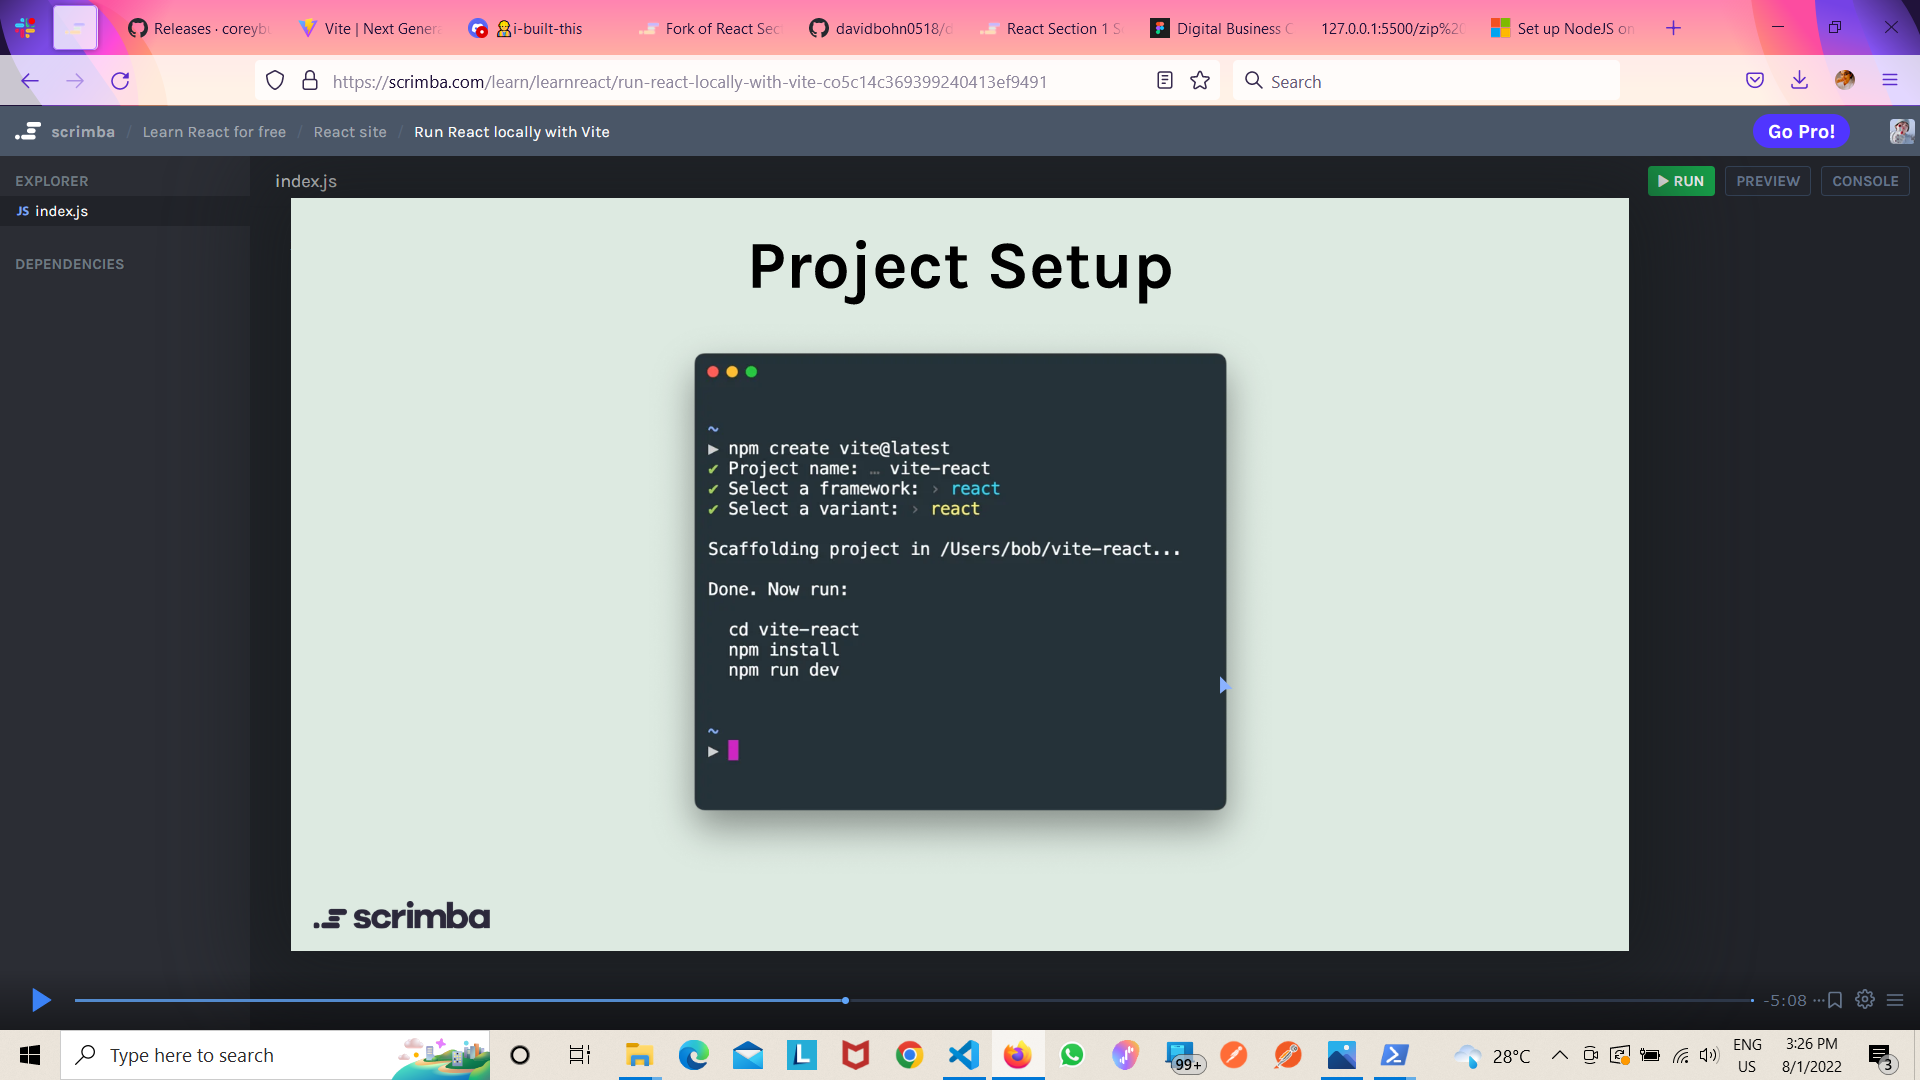 Releases · coreybu
Vite | Next Genera
i-built-this
Fork of React Sec
davidbohn0518/d
React Section 1 S
Digital Business C
127.0.0.1:5500/zip%20
Set up NodeJS on
https://scrimba.com/learn/learnreact/run-react-locally-with-vite-co5c14c369399240413ef9491
Search
scrimba / Learn React for free / React site / Run React locally with Vite
Go Pro!
EXPLORER
JS index.js
DEPENDENCIES
index.js
RUN
PREVIEW
CONSOLE
Project Setup
~
▶ npm create vite@latest
✔ Project name: … vite-react
✔ Select a framework: › react
✔ Select a variant: › react
Scaffolding project in /Users/bob/vite-react...
Done. Now run:
cd vite-react
npm install
npm run dev
~
▶
scrimba
-5:08
Type here to search
L
99+
28°C
ENG
US
3:26 PM
8/1/2022
3